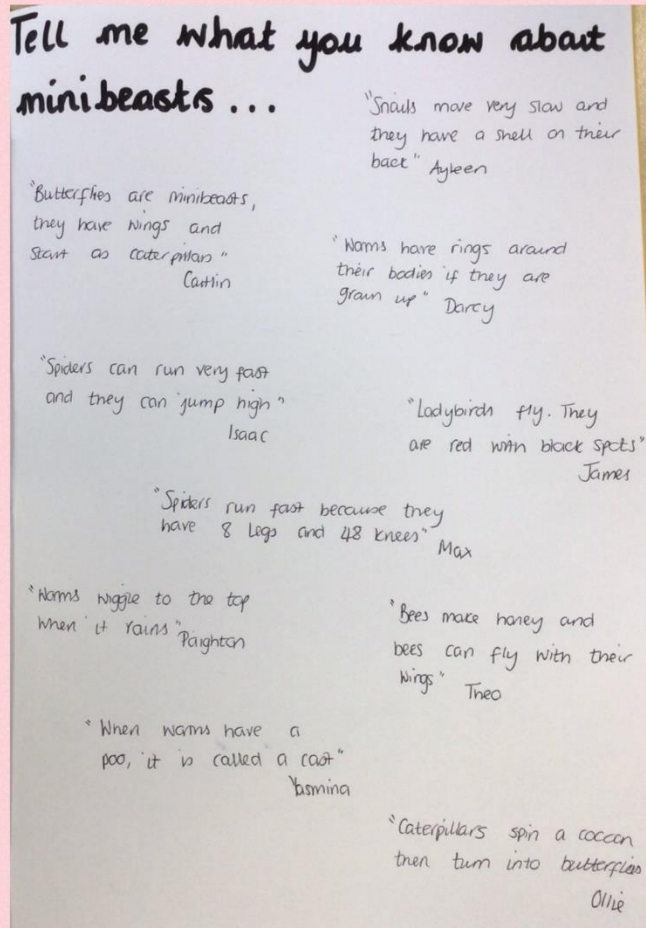 Tell me what you know about
minibeasts...
"Snails move very slow and
they have a shell on their
back" Ayleen
"Butterflies are minibeasts,
they have wings and
start as caterpillars"
Caitlin
"Worms have rings around
their bodies if they are
grown up" Darcy
"Spiders can run very fast
and they can jump high"
Isaac
"Ladybirds fly. They
are red with black spots"
James
"Spiders run fast because they
have 8 legs and 48 knees"
Max
"Worms wiggle to the top
when it rains" Paighton
"Bees make honey and
bees can fly with their
wings" Theo
"When worms have a
poo, it is called a cast"
Yasmina
"Caterpillars spin a cocoon
then turn into butterflies
Ollie